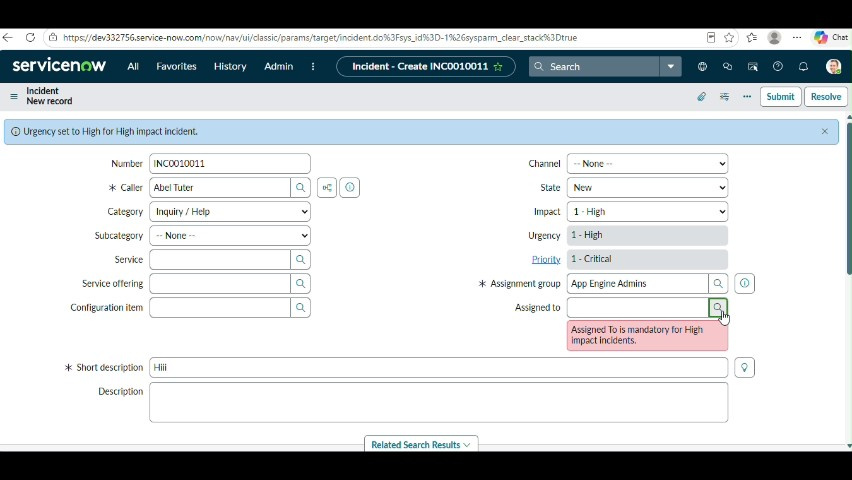 https://dev332756.service-now.com/now/nav/ui/classic/params/target/incident.do%3Fsys_id%3D-1%26sysparm_clear_stack%3Dtrue
Chat
servicenow All Favorites History Admin Incident - Create INC0010011 Search
Incident
New record
Submit Resolve
Urgency set to High for High impact incident.
Number INC0010011
Channel -- None --
* Caller Abel Tuter
State New
Category Inquiry / Help
Impact 1 - High
Subcategory -- None --
Urgency 1 - High
Service
Priority 1 - Critical
Service offering
* Assignment group App Engine Admins
Configuration item
Assigned to
Assigned To is mandatory for High
impact incidents.
* Short description Hiii
Description
Related Search Results